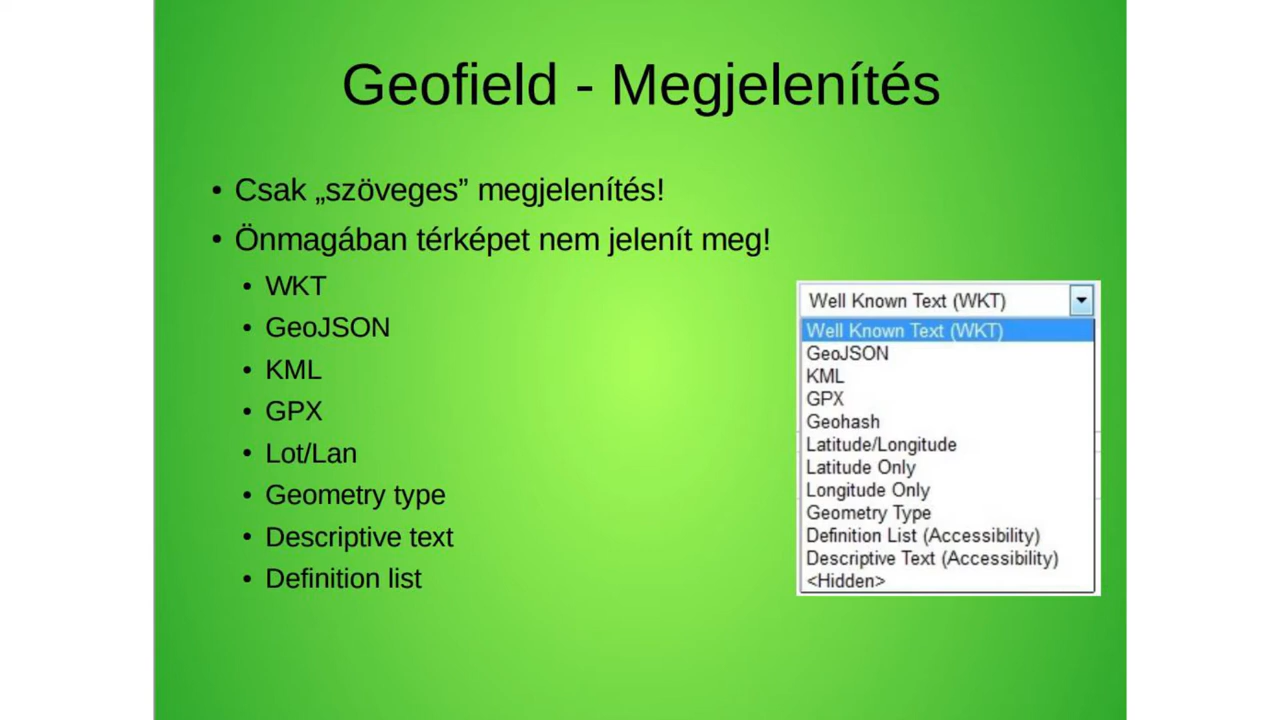 Geofield - Megjelenítés
• Csak „szöveges” megjelenítés!
• Önmagában térképet nem jelenít meg!
• WKT
• GeoJSON
• KML
• GPX
• Lot/Lan
• Geometry type
• Descriptive text
• Definition list
Well Known Text (WKT)
Well Known Text (WKT)
GeoJSON
KML
GPX
Geohash
Latitude/Longitude
Latitude Only
Longitude Only
Geometry Type
Definition List (Accessibility)
Descriptive Text (Accessibility)
<Hidden>